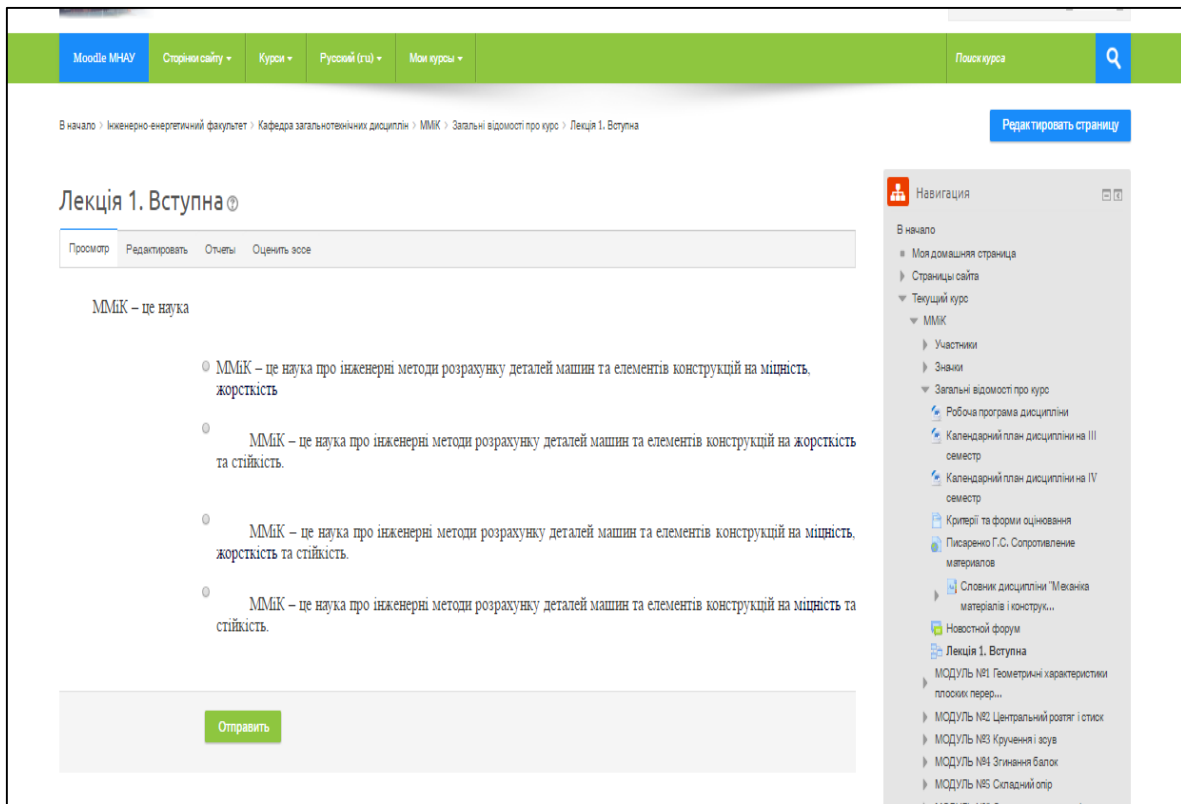 Moodle МНАУ
Сторінки сайту
Курси
Русский (ru)
Мои курсы
Поиск курса
В начало > Інженерно-енергетичний факультет > Кафедра загальнотехнічних дисциплін > ММіК > Загальні відомості про курс > Лекція 1. Вступна
Редактировать страницу
Лекція 1. Вступна
Просмотр Редактировать Отчеты Оценить эссе
ММіК – це наука
ММіК – це наука про інженерні методи розрахунку деталей машин та елементів конструкцій на міцність,
жорсткість
ММіК – це наука про інженерні методи розрахунку деталей машин та елементів конструкцій на жорсткість
та стійкість.
ММіК – це наука про інженерні методи розрахунку деталей машин та елементів конструкцій на міцність,
жорсткість та стійкість.
ММіК – це наука про інженерні методи розрахунку деталей машин та елементів конструкцій на міцність та
стійкість.
Отправить
Навигация
В начало
Моя домашняя страница
Страницы сайта
Текущий курс
ММіК
Участники
Значки
Загальні відомості про курс
Робоча програма дисципліни
Календарний план дисципліни на III
семестр
Календарний план дисципліни на IV
семестр
Критерії та форми оцінювання
Писаренко Г.С. Сопротивление
материалов
Словник дисципліни "Механіка
матеріалів і конструк...
Новостной форум
Лекція 1. Вступна
МОДУЛЬ №1 Геометричні характеристики
плоских перер...
МОДУЛЬ №2 Центральний розтяг і стиск
МОДУЛЬ №3 Кручення і зсув
МОДУЛЬ №4 Згинання балок
МОДУЛЬ №5 Складний опір